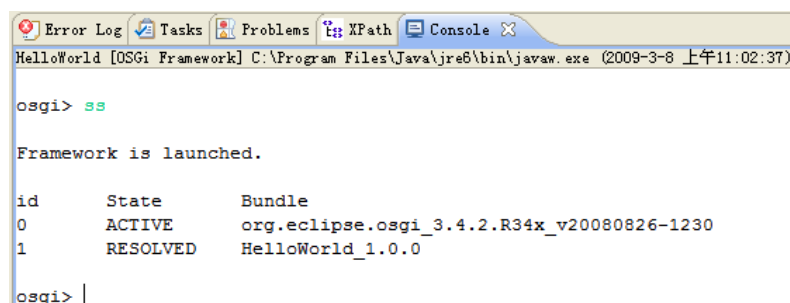 Error Log Tasks Problems XPath Console
HelloWorld [OSGi Framework] C:\Program Files\Java\jre6\bin\javaw.exe (2009-3-8 上午11:02:37)
osgi> ss
Framework is launched.
id State Bundle
0 ACTIVE org.eclipse.osgi_3.4.2.R34x_v20080826-1230
1 RESOLVED HelloWorld_1.0.0
osgi>